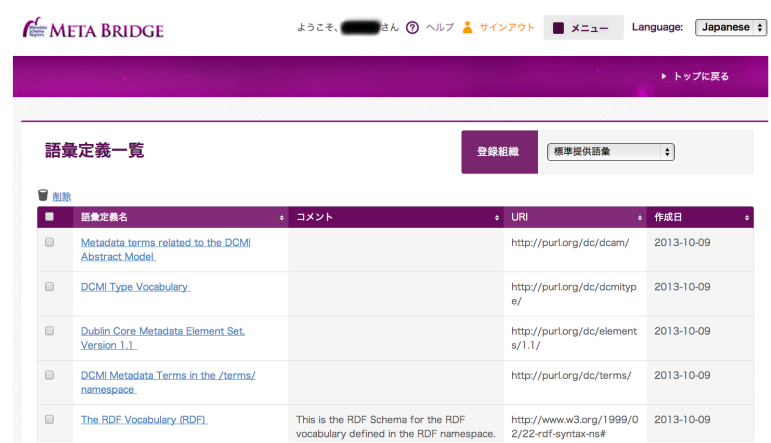 Metadata Schema Registry META BRIDGE
ようこそ、 さん ヘルプ サインアウト メニュー Language: Japanese
トップに戻る
語彙定義一覧 登録組織 標準提供語彙
削除
語彙定義名 コメント URI 作成日
Metadata terms related to the DCMI http://purl.org/dc/dcam/ 2013-10-09
Abstract Model
DCMI Type Vocabulary http://purl.org/dc/dcmityp 2013-10-09
e/
Dublin Core Metadata Element Set, http://purl.org/dc/element 2013-10-09
Version 1.1 s/1.1/
DCMI Metadata Terms in the /terms/ http://purl.org/dc/terms/ 2013-10-09
namespace
The RDF Vocabulary (RDF) This is the RDF Schema for the RDF http://www.w3.org/1999/0 2013-10-09
vocabulary defined in the RDF namespace. 2/22-rdf-syntax-ns#